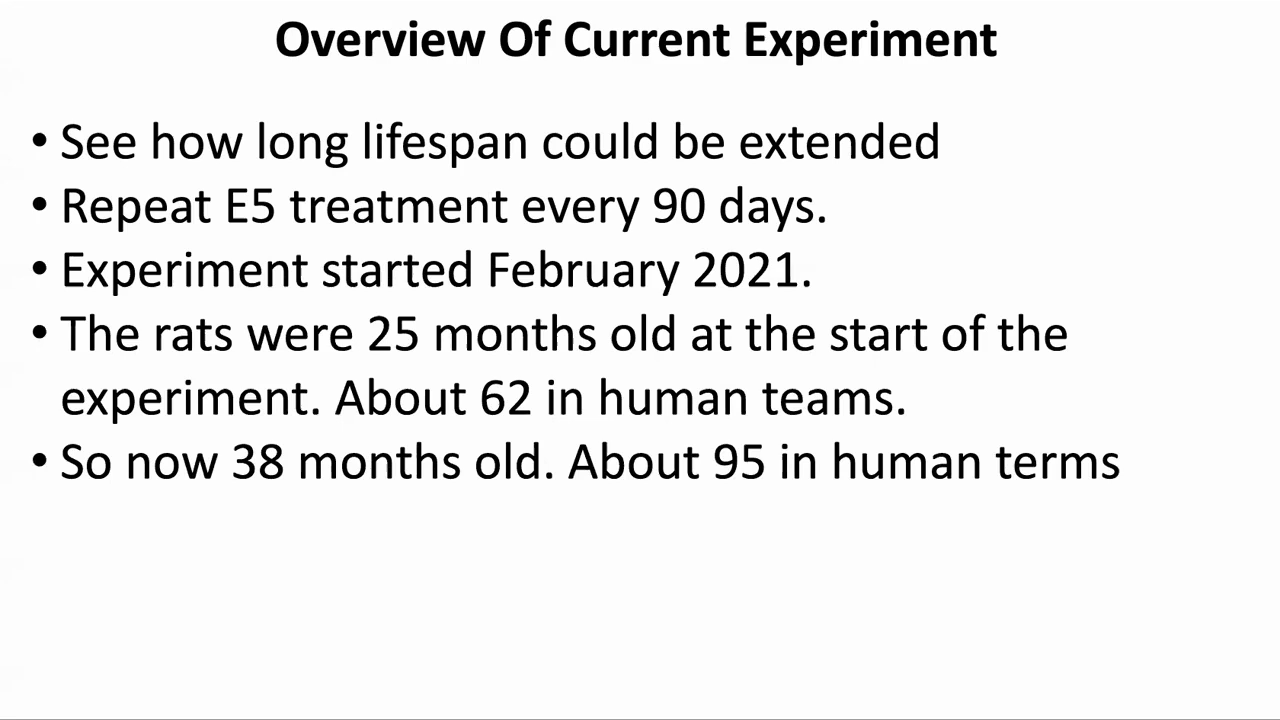 Overview Of Current Experiment
• See how long lifespan could be extended
• Repeat E5 treatment every 90 days.
• Experiment started February 2021.
• The rats were 25 months old at the start of the
experiment. About 62 in human teams.
• So now 38 months old. About 95 in human terms